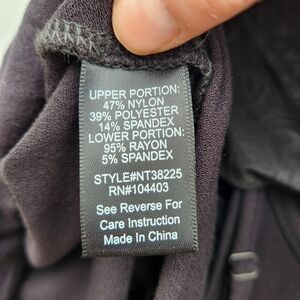 UPPER PORTION:
47% NYLON
39% POLYESTER
14% SPANDEX
LOWER PORTION:
95% RAYON
5% SPANDEX
STYLE#NT38225
RN#104403
See Reverse For
Care Instruction
Made In China